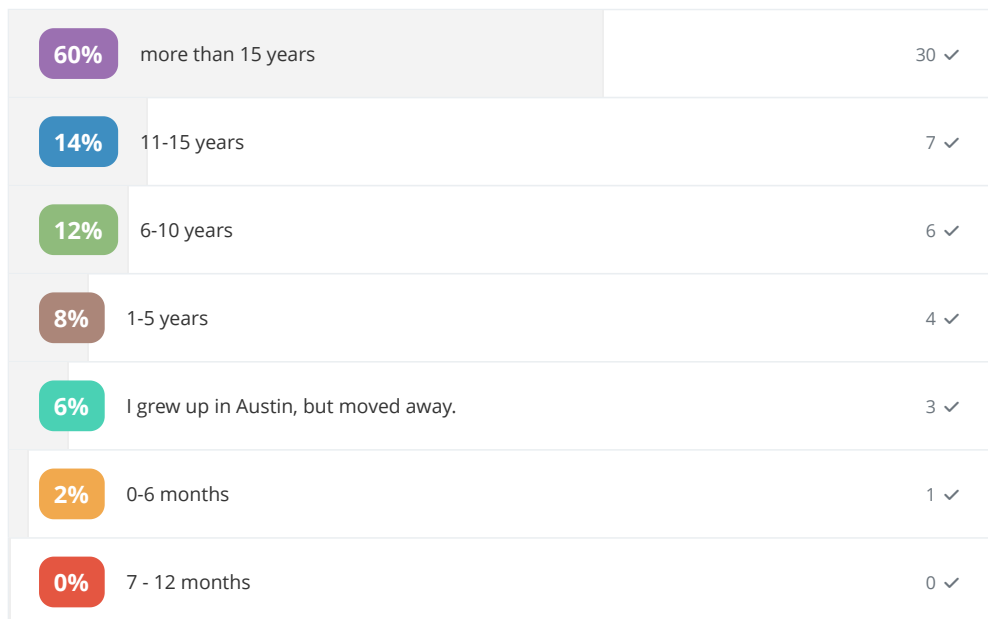 60% more than 15 years 30
14% 11-15 years 7
12% 6-10 years 6
8% 1-5 years 4
6% I grew up in Austin, but moved away. 3
2% 0-6 months 1
0% 7 - 12 months 0